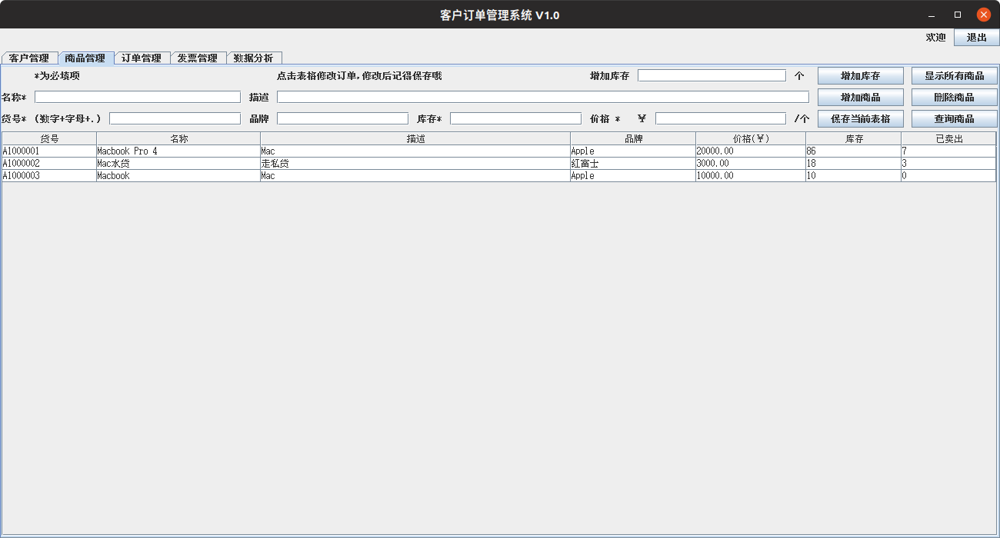 客户订单管理系统 V1.0
欢迎 退出
客户管理 商品管理 订单管理 发票管理 数据分析
*为必填项 点击表格修改订单,修改后记得保存哦 增加库存 个 增加库存 显示所有商品
名称* 描述 增加商品 删除商品
货号* (数字+字母+.) 品牌 库存* 价格 * ￥ /个 保存当前表格 查询商品
货号 名称 描述 品牌 价格(￥) 库存 已卖出
A1000001 Macbook Pro 4 Mac Apple 20000.00 86 7
A1000002 Mac水货 走私货 红富士 3000.00 18 3
A1000003 Macbook Mac Apple 10000.00 10 0